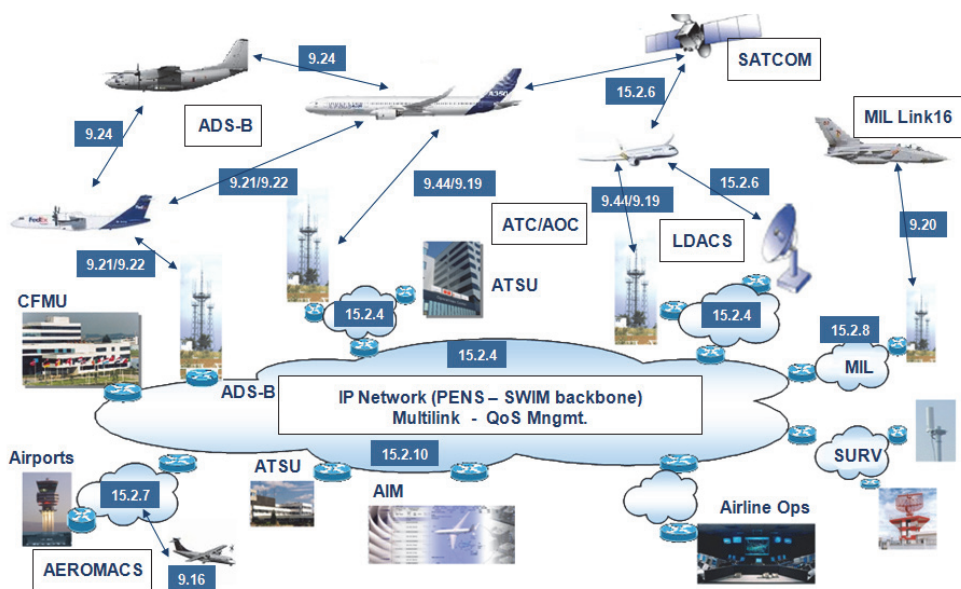 9.24
SATCOM
15.2.6
9.24
ADS-B
MIL Link16
9.21/9.22
9.44/9.19
15.2.6
9.44/9.19
FedEx
ATC/AOC
LDACS
9.20
9.21/9.22
ATSU
CFMU
15.2.4
15.2.4
15.2.8
15.2.4
MIL
ADS-B
IP Network (PENS – SWIM backbone)
Multilink - QoS Mngmt.
Airports
ATSU
15.2.10
SURV
15.2.7
AIM
Airline Ops
AEROMACS
9.16